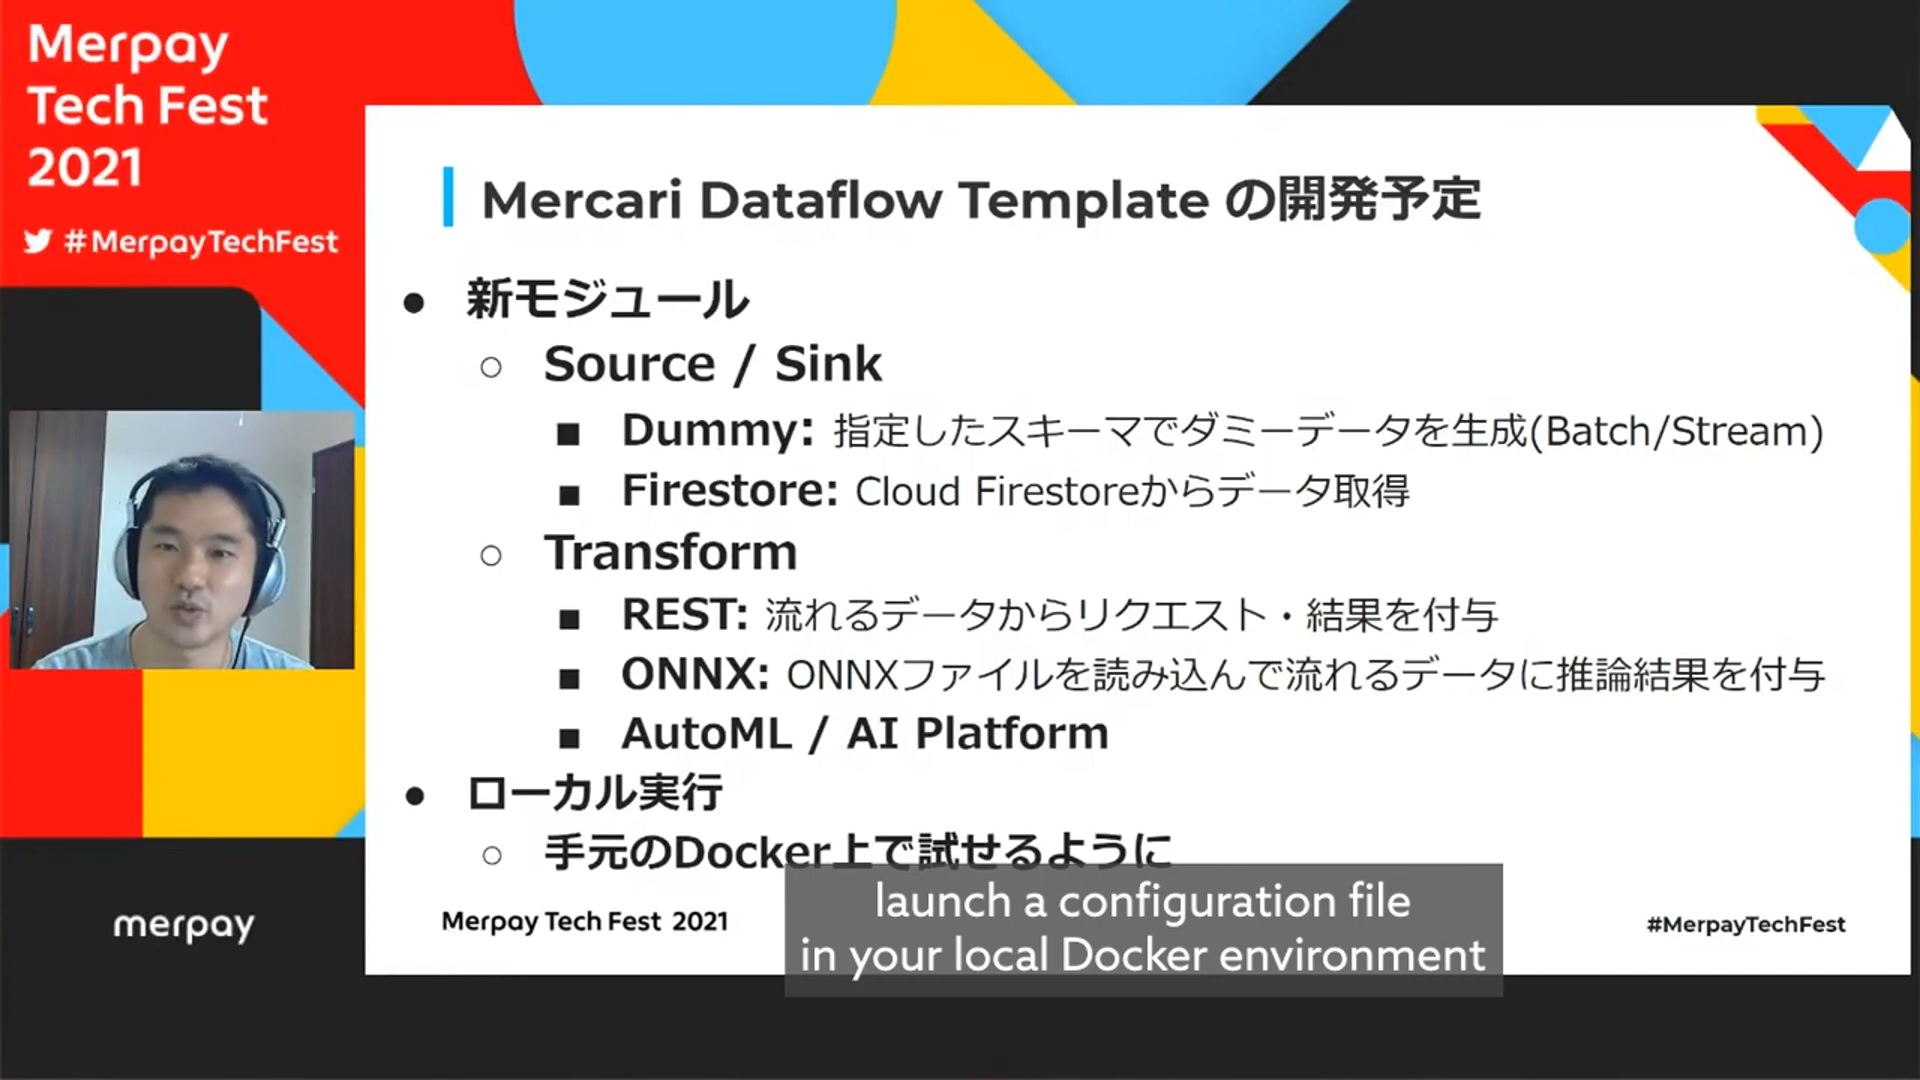 Merpay
Tech Fest
2021
#MerpayTechFest
Mercari Dataflow Template の開発予定
● 新モジュール
○ Source / Sink
■ Dummy: 指定したスキーマでダミーデータを生成(Batch/Stream)
■ Firestore: Cloud Firestoreからデータ取得
○ Transform
■ REST: 流れるデータからリクエスト・結果を付与
■ ONNX: ONNXファイルを読み込んで流れるデータに推論結果を付与
■ AutoML / AI Platform
● ローカル実行
○ 手元のDocker上で試せるように
launch a configuration file
in your local Docker environment
merpay
Merpay Tech Fest 2021
#MerpayTechFest